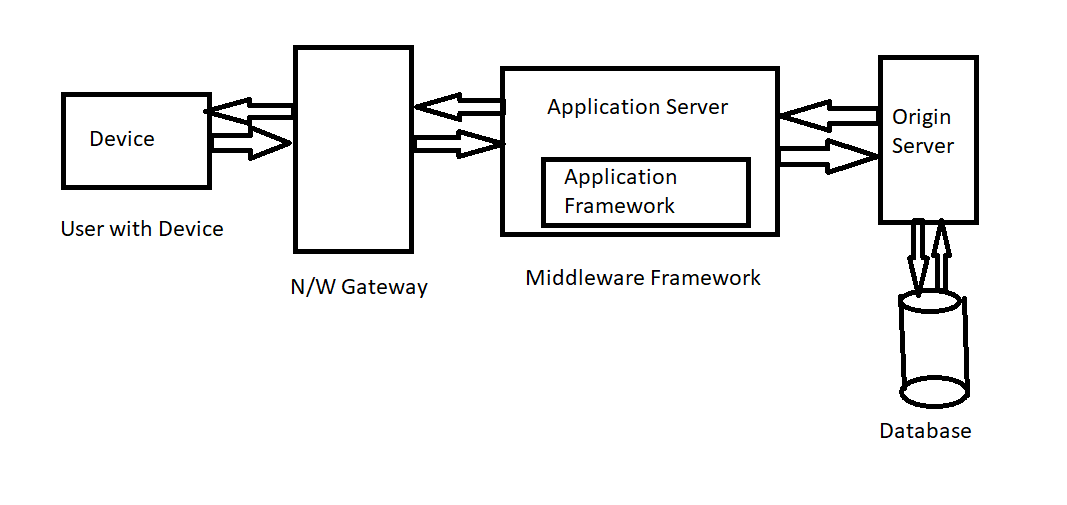 Device
User with Device
N/W Gateway
Application Server
Application
Framework
Middleware Framework
Origin
Server
Database